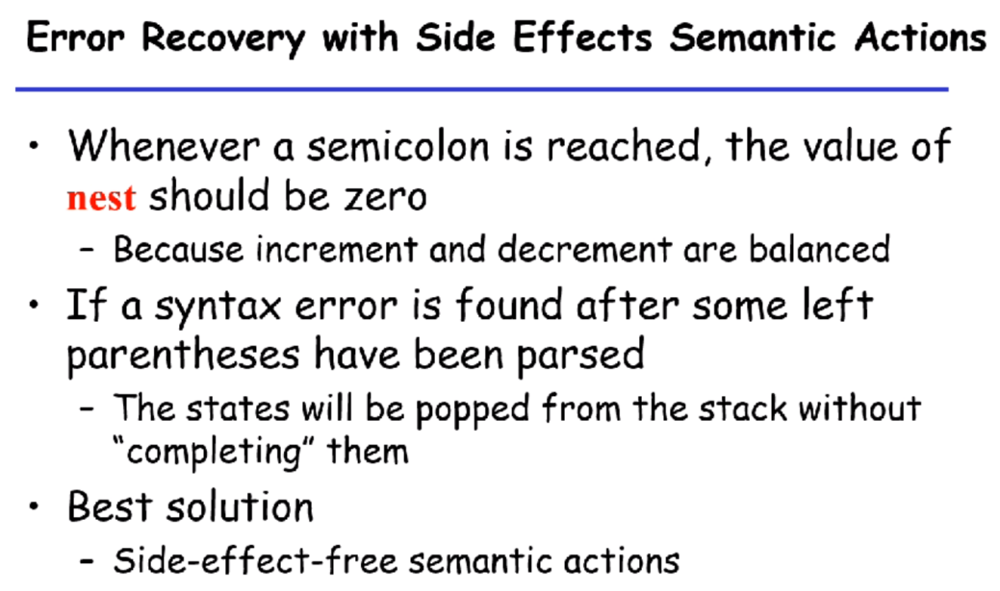 Error Recovery with Side Effects Semantic Actions
• Whenever a semicolon is reached, the value of
nest should be zero
– Because increment and decrement are balanced
• If a syntax error is found after some left
parentheses have been parsed
– The states will be popped from the stack without
“completing” them
• Best solution
– Side-effect-free semantic actions